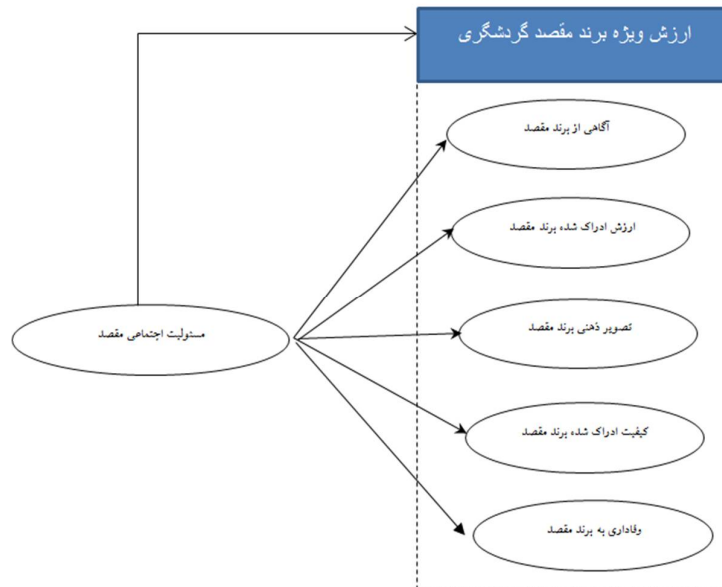 ارزش ویژه برند مقصد گردشگری
آگاهی از برند مقصد
ارزش ادراک شده برند مقصد
مسئولیت اجتماعی مقصد
تصویر ذهنی برند مقصد
کیفیت ادراک شده برند مقصد
وفاداری به برند مقصد